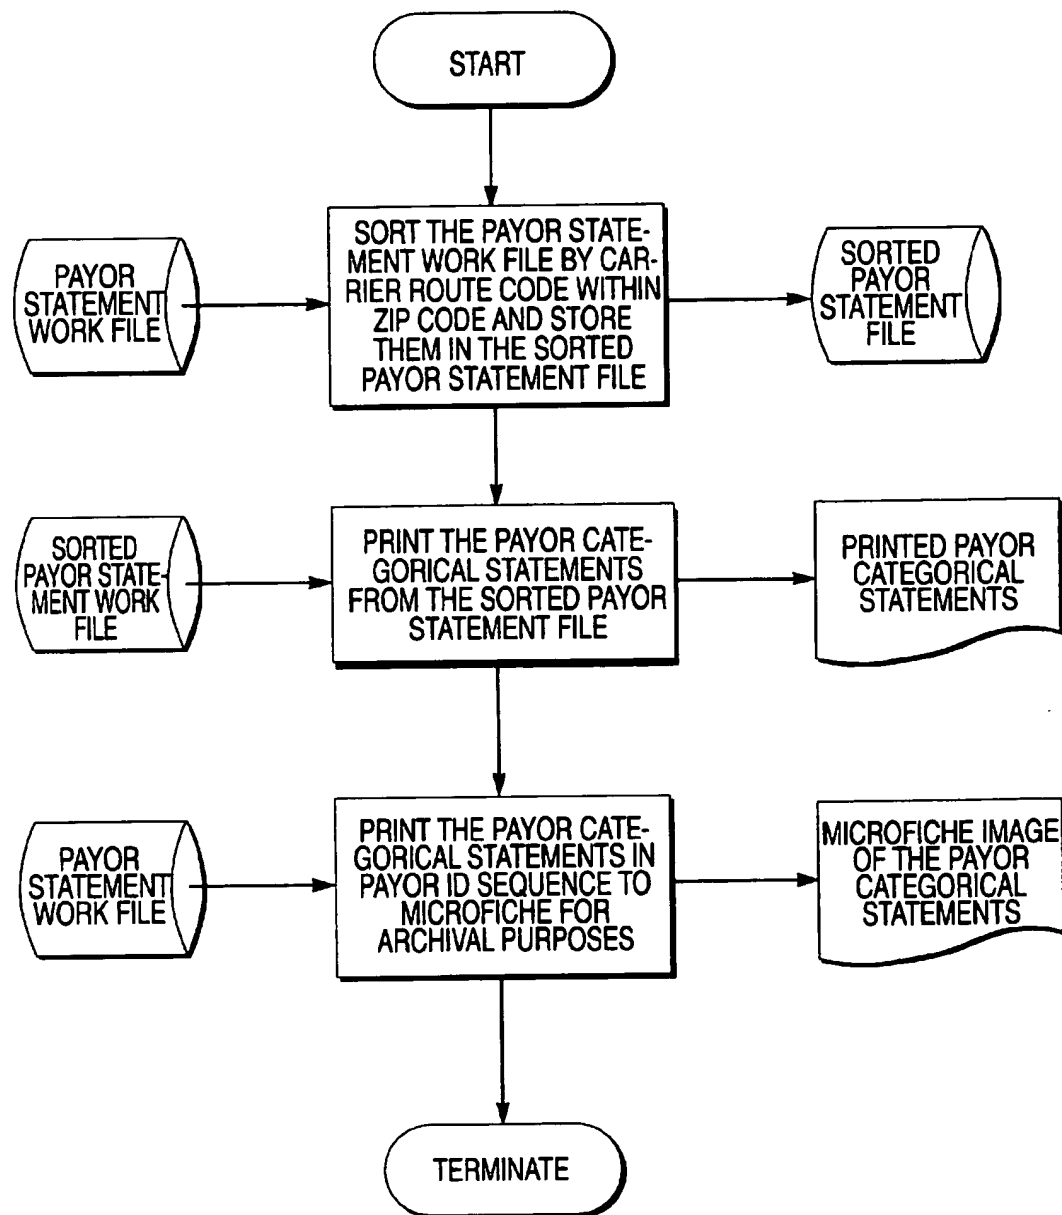 START
PAYOR
STATEMENT
WORK FILE
SORT THE PAYOR STATE-
MENT WORK FILE BY CAR-
RIER ROUTE CODE WITHIN
ZIP CODE AND STORE
THEM IN THE SORTED
PAYOR STATEMENT FILE
SORTED
PAYOR
STATEMENT
FILE
SORTED
PAYOR STATE-
MENT WORK
FILE
PRINT THE PAYOR CATE-
GORICAL STATEMENTS
FROM THE SORTED PAYOR
STATEMENT FILE
PRINTED PAYOR
CATEGORICAL
STATEMENTS
PAYOR
STATEMENT
WORK FILE
PRINT THE PAYOR CATE-
GORICAL STATEMENTS IN
PAYOR ID SEQUENCE TO
MICROFICHE FOR
ARCHIVAL PURPOSES
MICROFICHE IMAGE
OF THE PAYOR
CATEGORICAL
STATEMENTS
TERMINATE